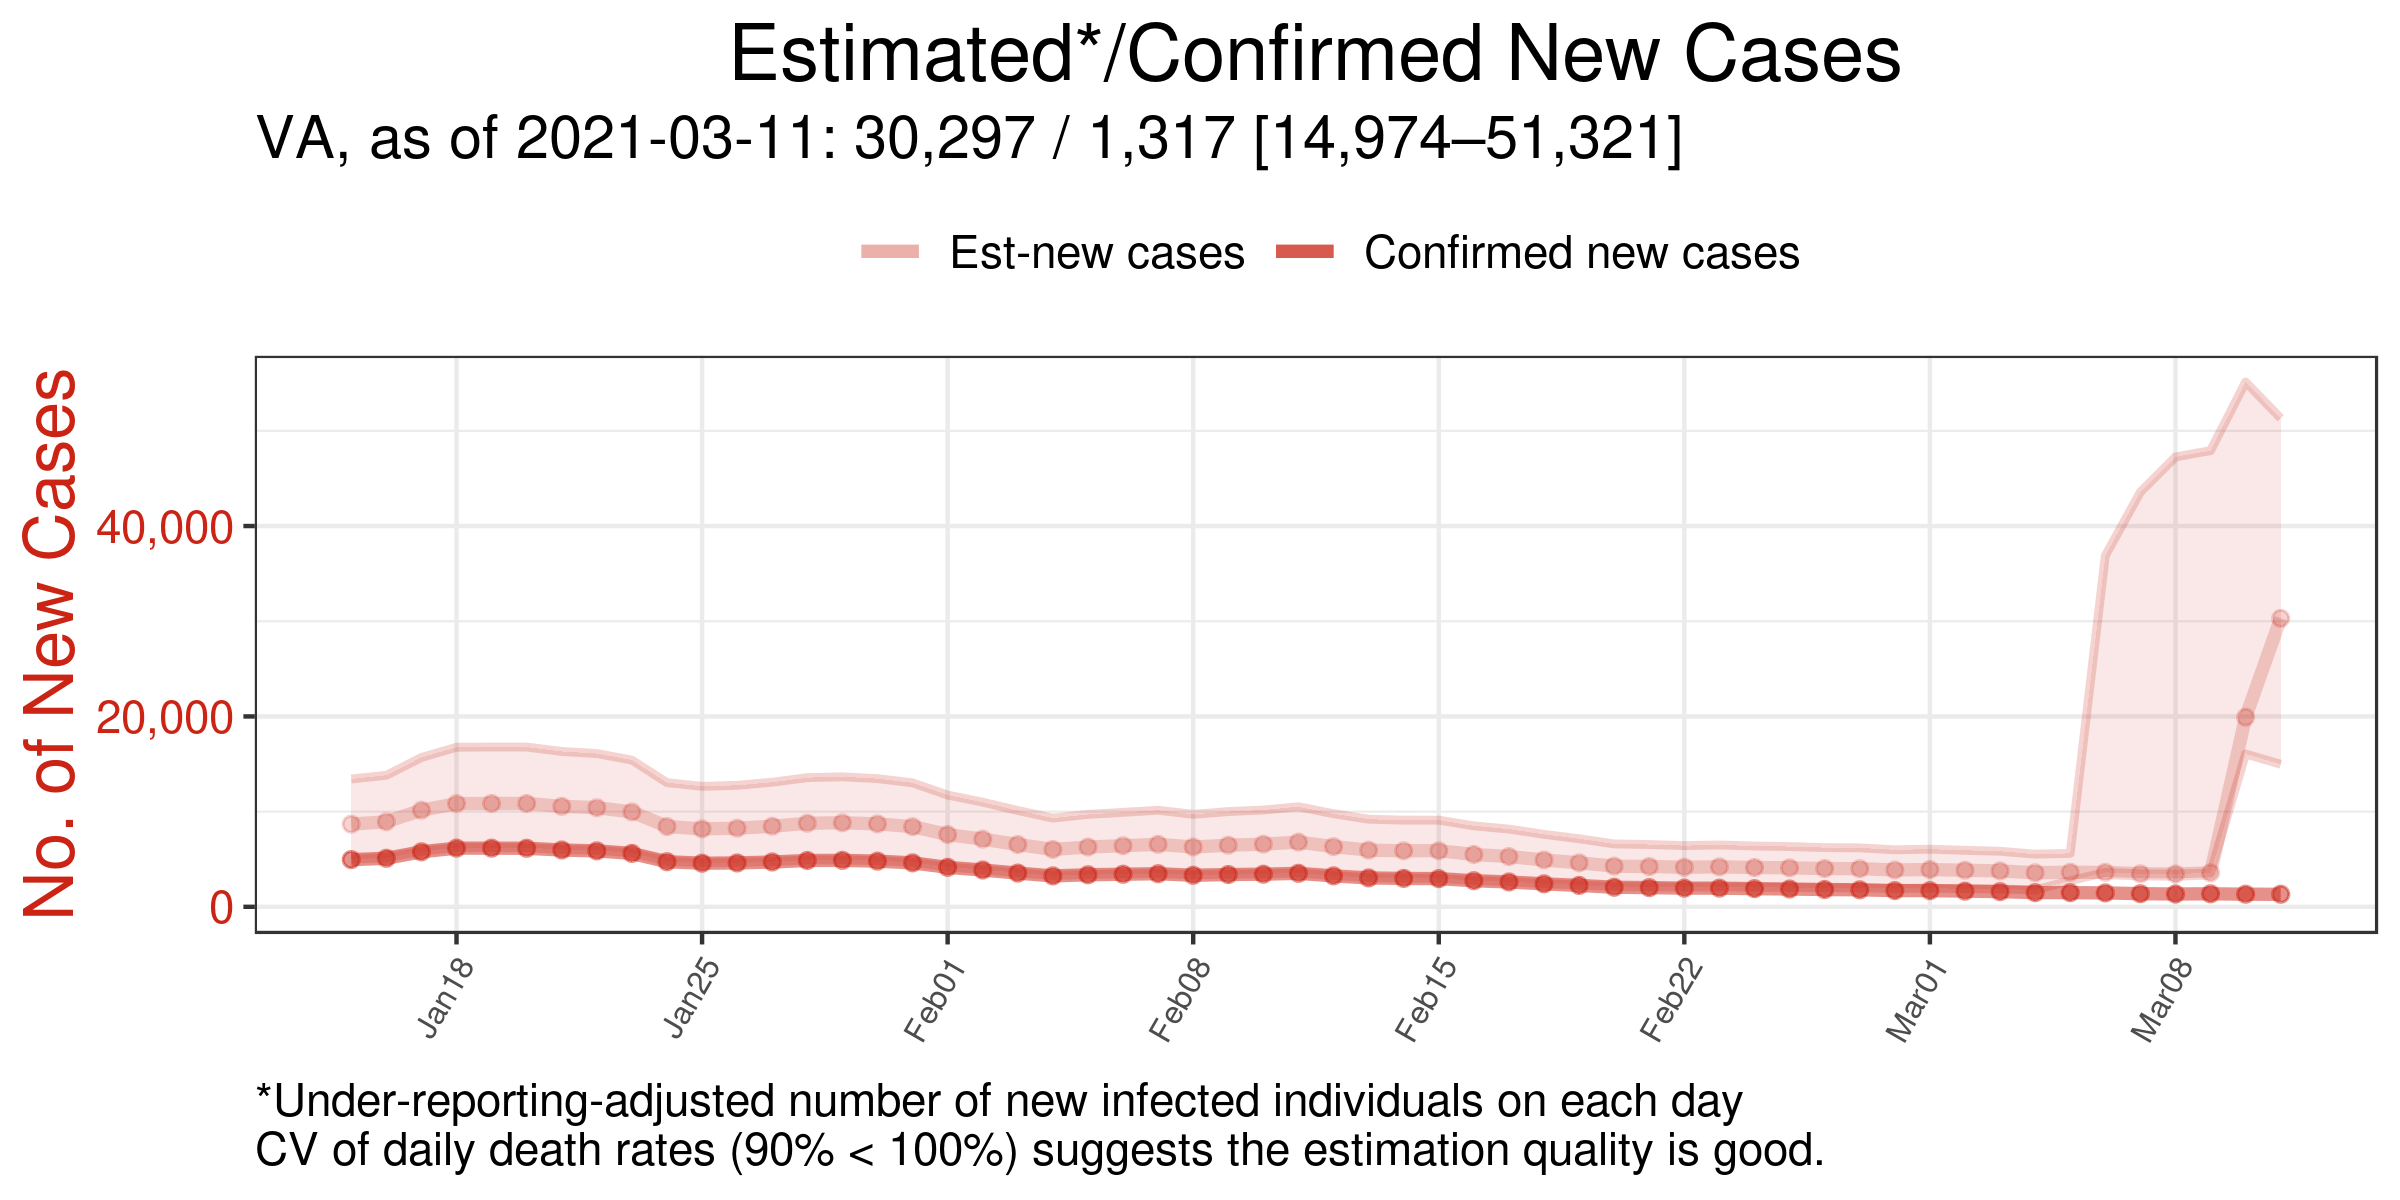 Estimated*/Confirmed New Cases
VA, as of 2021-03-11: 30,297 / 1,317 [14,974–51,321]
Est-new cases
Confirmed new cases
No. of New Cases
40,000
20,000
0
Jan18
Jan25
Feb01
Feb08
Feb15
Feb22
Mar01
Mar08
*Under-reporting-adjusted number of new infected individuals on each day
CV of daily death rates (90% < 100%) suggests the estimation quality is good.